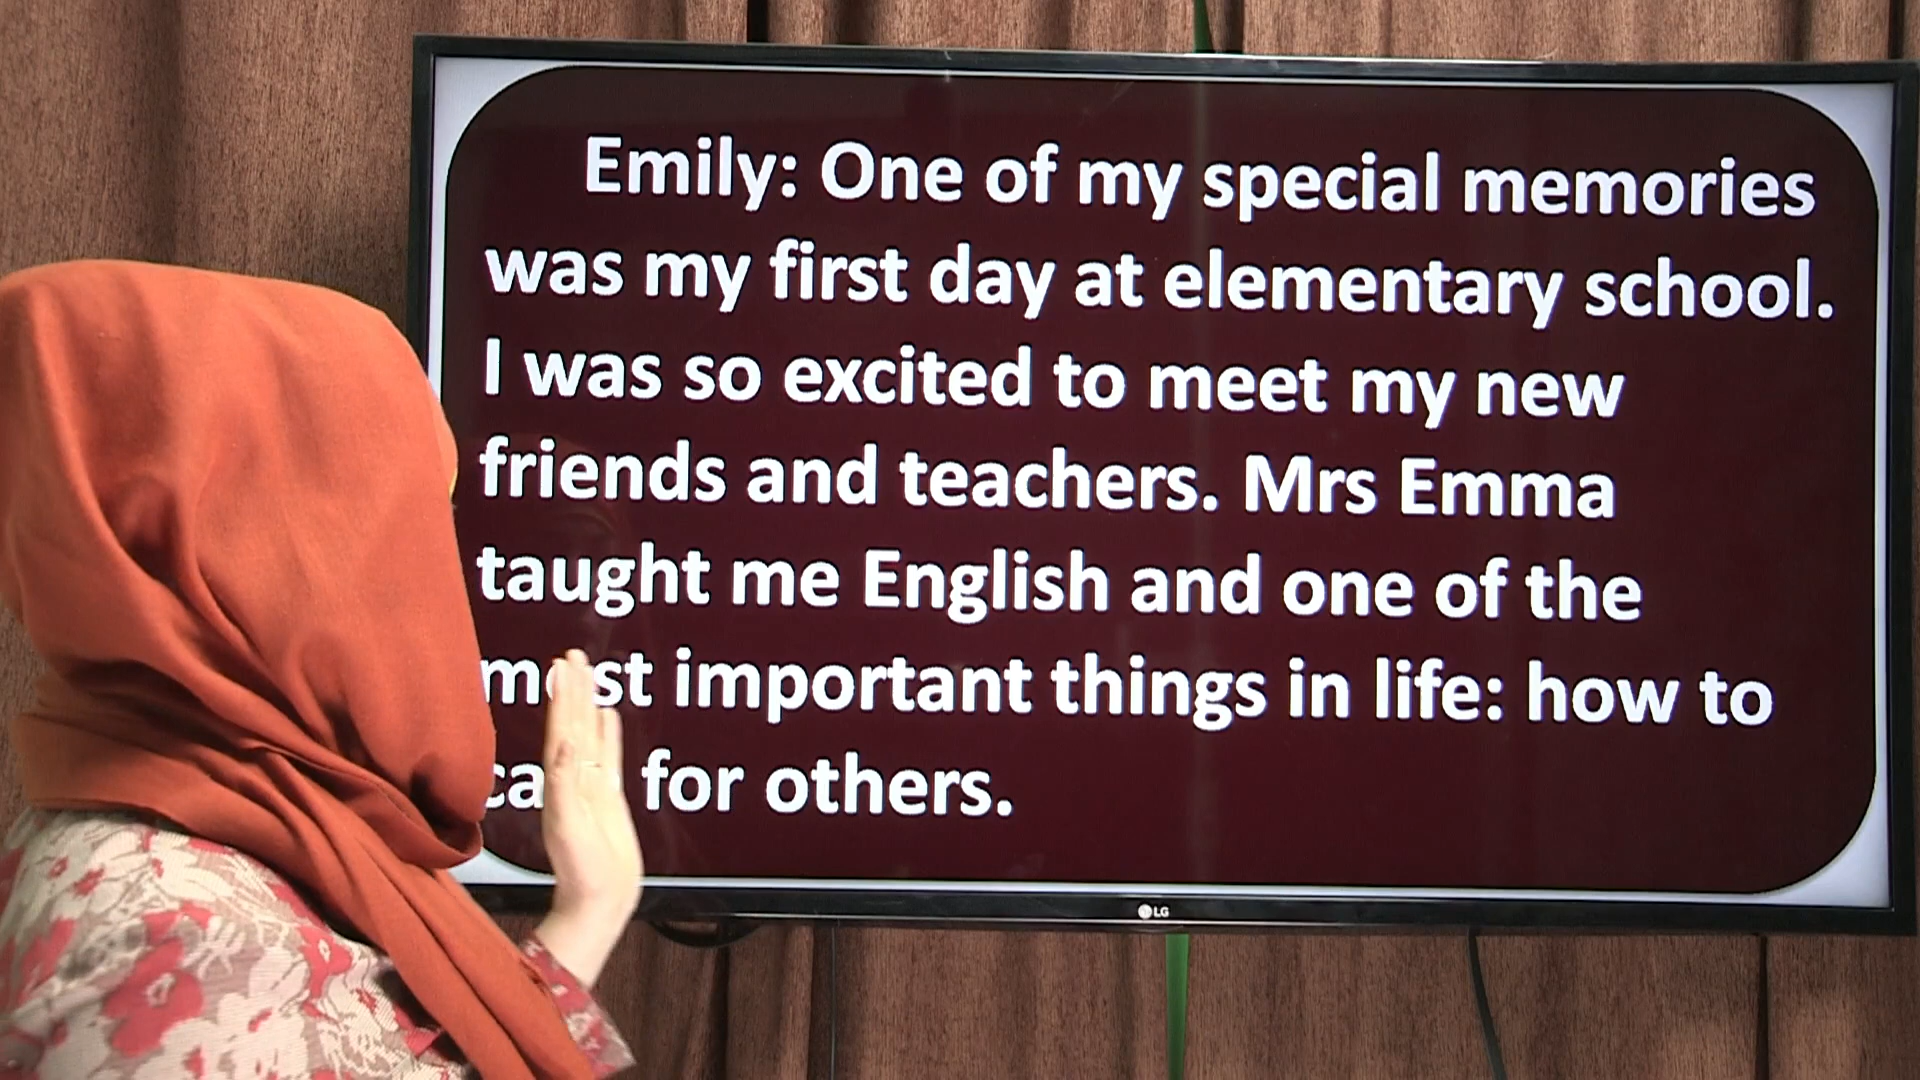 Emily: One of my special memories
was my first day at elementary school.
I was so excited to meet my new
friends and teachers. Mrs Emma
taught me English and one of the
most important things in life: how to
for others.
LG